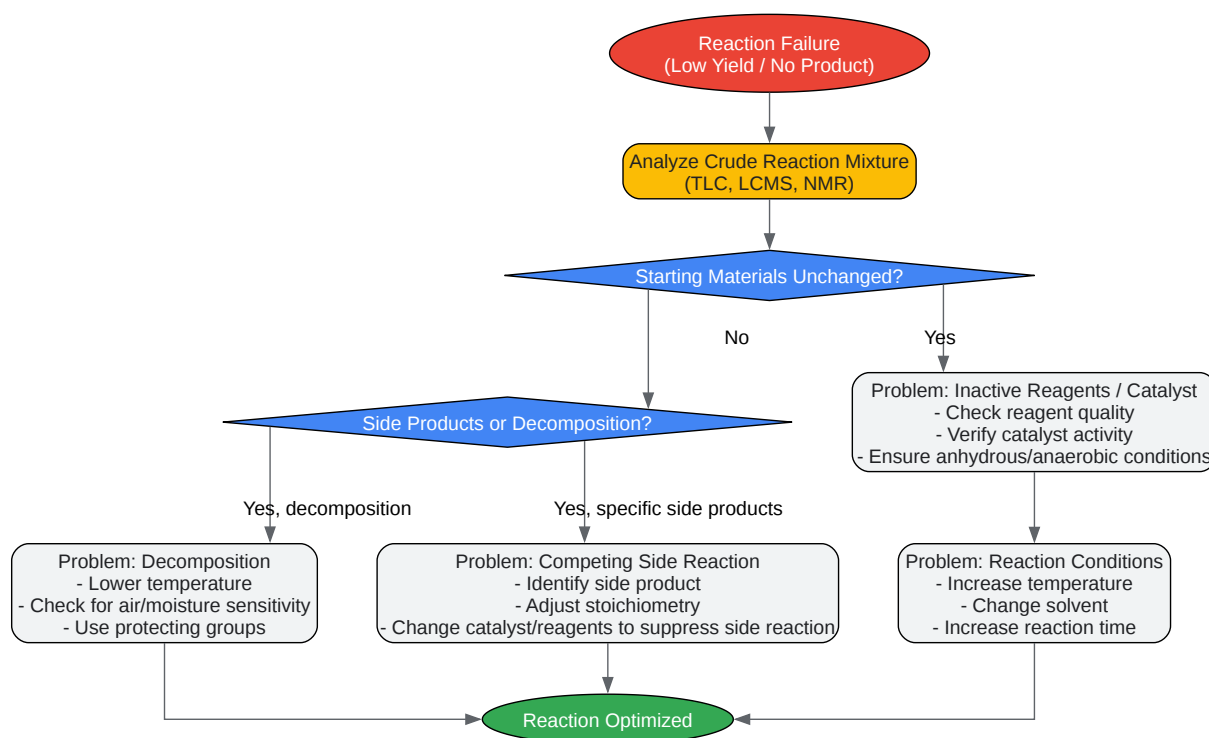 Reaction Failure
(Low Yield / No Product)
Analyze Crude Reaction Mixture
(TLC, LCMS, NMR)
Starting Materials Unchanged?
No
Yes
Problem: Inactive Reagents / Catalyst
- Check reagent quality
- Verify catalyst activity
- Ensure anhydrous/anaerobic conditions
Side Products or Decomposition?
Yes, decomposition
Yes, specific side products
Problem: Decomposition
- Lower temperature
- Check for air/moisture sensitivity
- Use protecting groups
Problem: Competing Side Reaction
- Identify side product
- Adjust stoichiometry
- Change catalyst/reagents to suppress side reaction
Problem: Reaction Conditions
- Increase temperature
- Change solvent
- Increase reaction time
Reaction Optimized